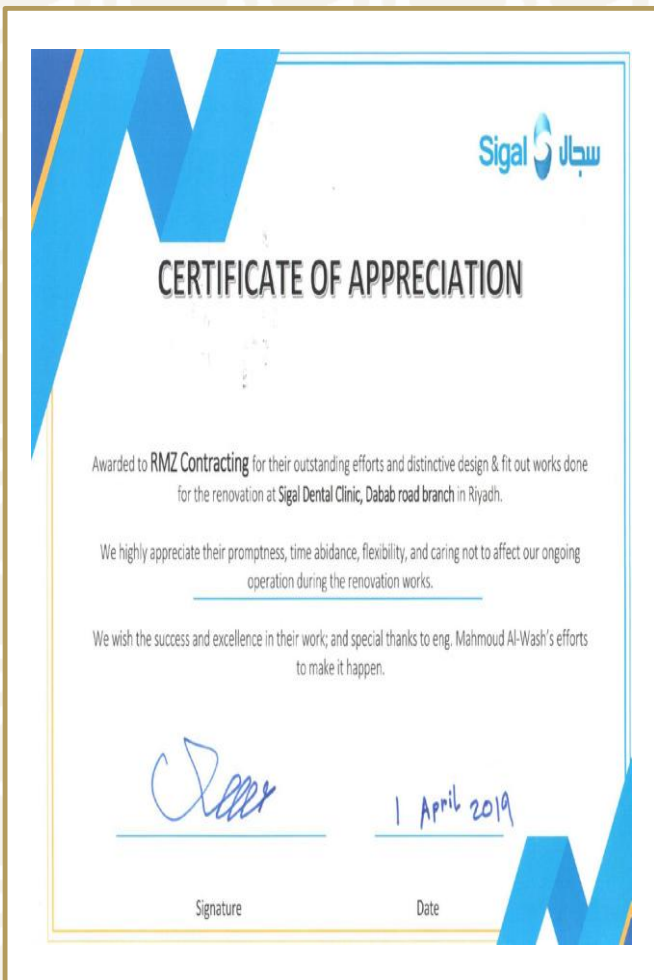 Sigal سجال
CERTIFICATE OF APPRECIATION
Awarded to RMZ Contracting for their outstanding efforts and distinctive design & fit out works done
for the renovation at Sigal Dental Clinic, Dabab road branch in Riyadh.
We highly appreciate their promptness, time abidance, flexibility, and caring not to affect our ongoing
operation during the renovation works.
We wish the success and excellence in their work; and special thanks to eng. Mahmoud Al-Wash's efforts
to make it happen.
1 April 2019
Signature Date